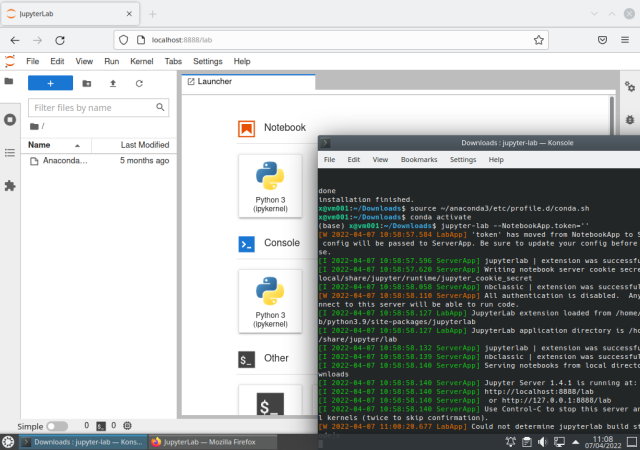 JupyterLab
localhost:8888/lab
File Edit View Run Kernel Tabs Settings Help
Launcher
Filter files by name
/
Name Last Modified
Anaconda... 5 months ago
Notebook
Python 3
(ipykernel)
Console
Python 3
(ipykernel)
Other
$_
Simple 0 0
Downloads : jupyter-lab — Konsole
File Edit View Bookmarks Settings Help
done
installation finished.
x@vm001:~/Downloads$ source ~/anaconda3/etc/profile.d/conda.sh
x@vm001:~/Downloads$ conda activate
(base) x@vm001:~/Downloads$ jupyter-lab --NotebookApp.token=''
[W 2022-04-07 10:58:57.584 LabApp] 'token' has moved from NotebookApp to S
config will be passed to ServerApp. Be sure to update your config before
se.
[I 2022-04-07 10:58:57.596 ServerApp] jupyterlab | extension was successfu
[I 2022-04-07 10:58:57.620 ServerApp] Writing notebook server cookie secre
local/share/jupyter/runtime/jupyter_cookie_secret
[I 2022-04-07 10:58:58.050 ServerApp] nbclassic | extension was successful
[W 2022-04-07 10:58:58.110 ServerApp] All authentication is disabled. Any
nnect to this server will be able to run code.
[I 2022-04-07 10:58:58.127 LabApp] JupyterLab extension loaded from /home/
b/python3.9/site-packages/jupyterlab
[I 2022-04-07 10:58:58.127 LabApp] JupyterLab application directory is /ho
/share/jupyter/lab
[I 2022-04-07 10:58:58.132 ServerApp] jupyterlab | extension was successfu
[I 2022-04-07 10:58:58.139 ServerApp] nbclassic | extension was successful
[I 2022-04-07 10:58:58.140 ServerApp] Serving notebooks from local directo
wnloads
[I 2022-04-07 10:58:58.140 ServerApp] Jupyter Server 1.4.1 is running at:
[I 2022-04-07 10:58:58.140 ServerApp] http://localhost:8888/lab
[I 2022-04-07 10:58:58.140 ServerApp] or http://127.0.0.1:8888/lab
[I 2022-04-07 10:58:58.140 ServerApp] Use Control-C to stop this server an
l kernels (twice to skip confirmation).
[W 2022-04-07 11:00:20.677 LabApp] Could not determine jupyterlab build st
Downloads : jupyter-lab — Kons...
JupyterLab — Mozilla Firefox
11:08
07/04/2022